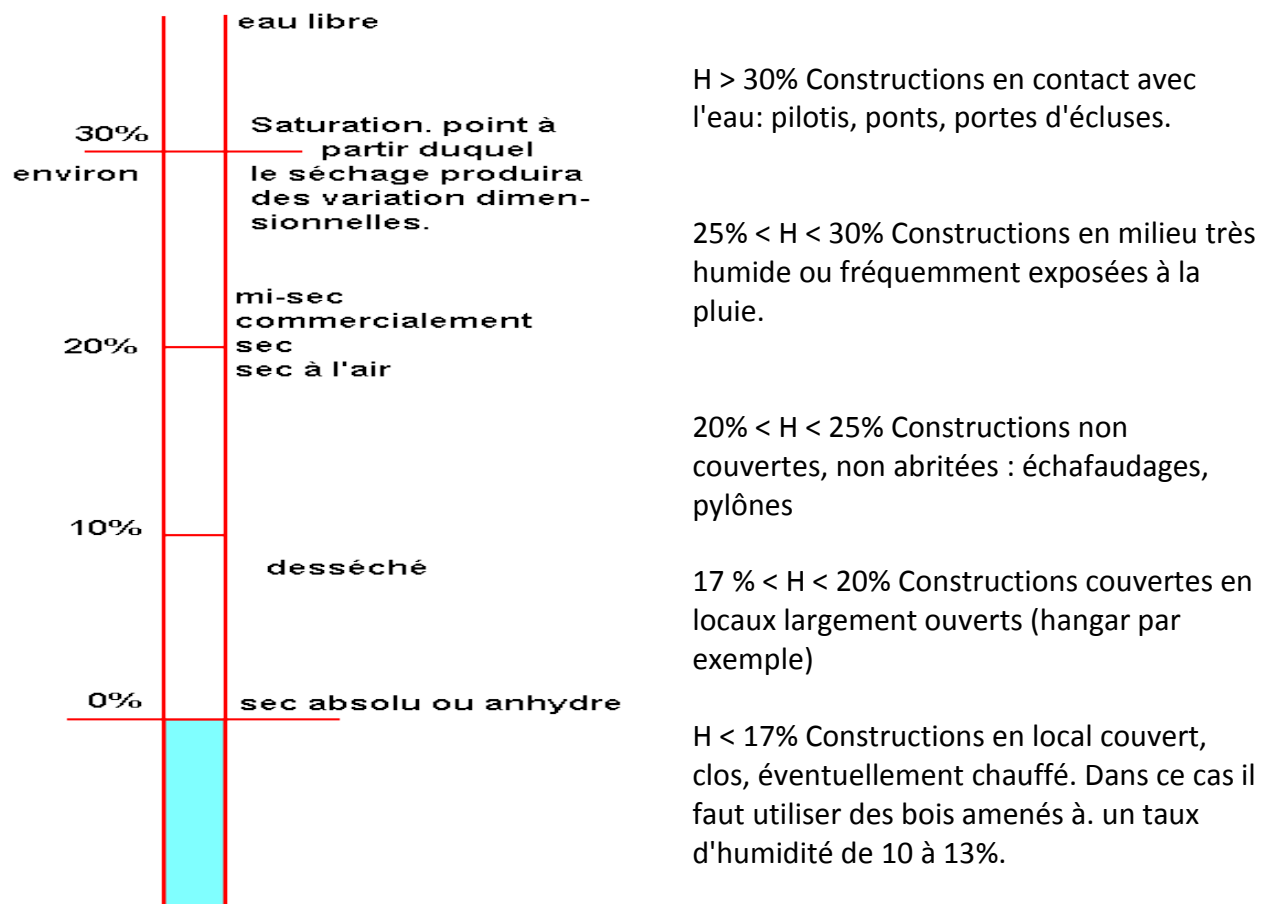 eau libre
30%
environ
Saturation. point à
partir duquel
le séchage produira
des variation dimen-
sionnelles.
mi-sec
commercialement
20%
sec
sec à l'air
10%
desséché
0%
sec absolu ou anhydre
H > 30% Constructions en contact avec
l'eau: pilotis, ponts, portes d'écluses.
25% < H < 30% Constructions en milieu très
humide ou fréquemment exposées à la
pluie.
20% < H < 25% Constructions non
couvertes, non abritées : échafaudages,
pylônes
17 % < H < 20% Constructions couvertes en
locaux largement ouverts (hangar par
exemple)
H < 17% Constructions en local couvert,
clos, éventuellement chauffé. Dans ce cas il
faut utiliser des bois amenés à. un taux
d'humidité de 10 à 13%.